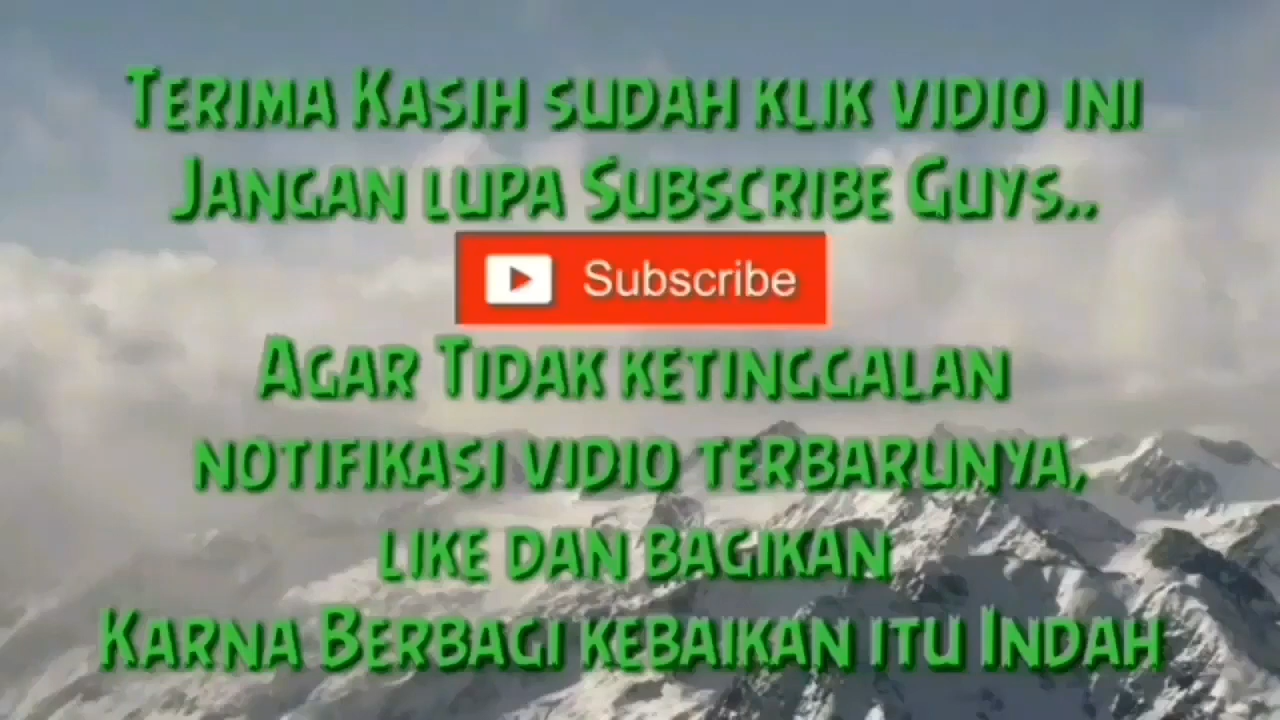 Terima Kasih sudah klik vidio ini
Jangan lupa Subscribe Guys..
Subscribe
Agar Tidak ketinggalan
notifikasi vidio terbarunya,
like dan bagikan
Karna Berbagi kebaikan itu Indah